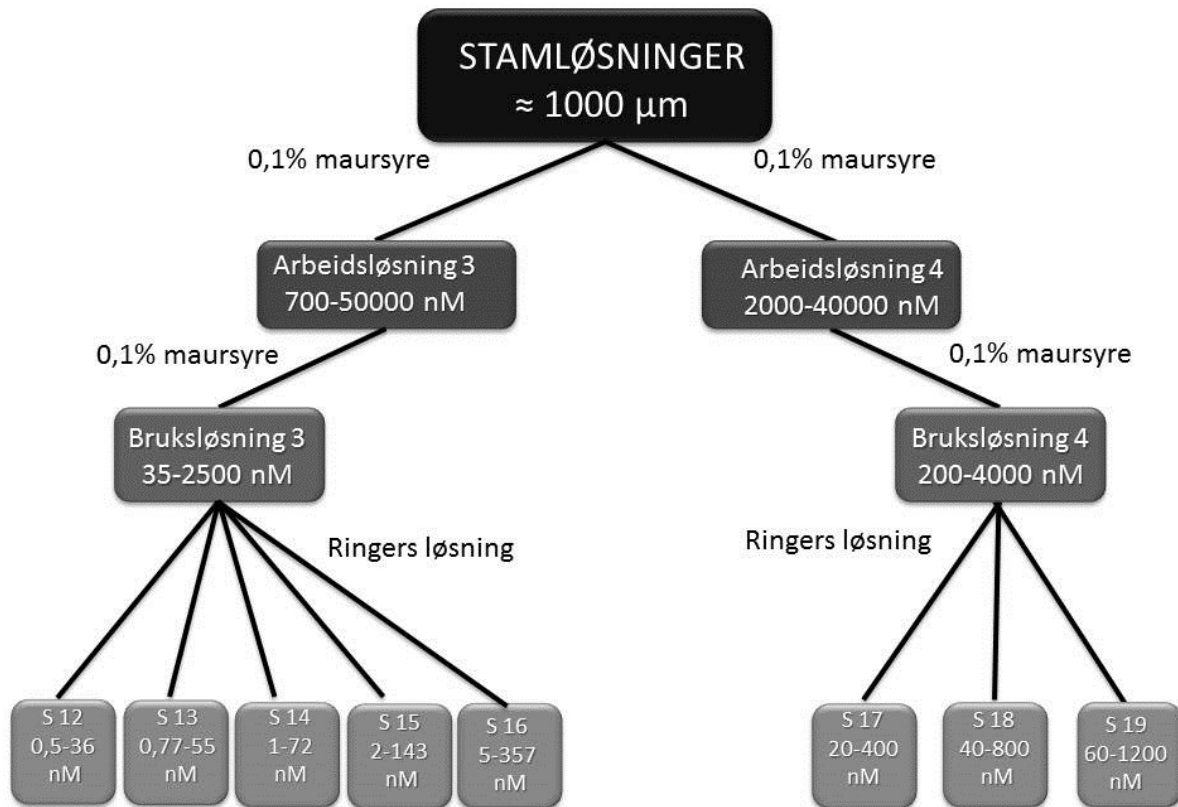 STAMLØSNINGER
≈ 1000 µm
0,1% maursyre
0,1% maursyre
Arbeidsløsning 3
700-50000 nM
Arbeidsløsning 4
2000-40000 nM
0,1% maursyre
0,1% maursyre
Bruksløsning 3
35-2500 nM
Bruksløsning 4
200-4000 nM
Ringers løsning
Ringers løsning
S 12
0,5-36
nM
S 13
0,77-55
nM
S 14
1-72
nM
S 15
2-143
nM
S 16
5-357
nM
S 17
20-400
nM
S 18
40-800
nM
S 19
60-1200
nM